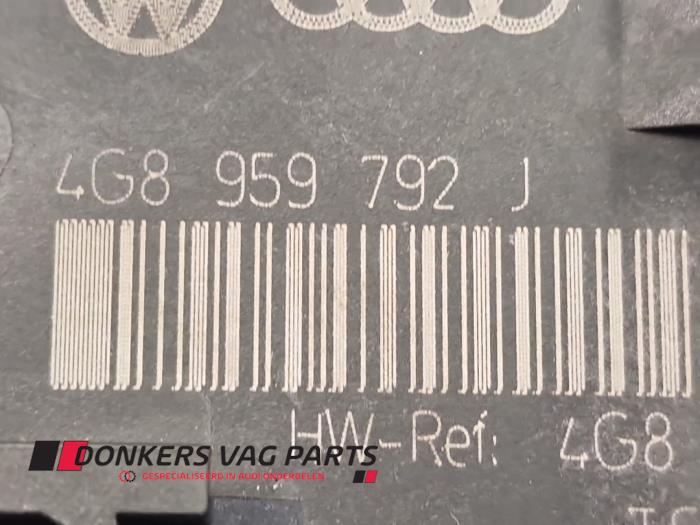 4G8 959 792 J
HW-Ref: 4G8
DONKERS VAG PARTS
GESPECIALISEERD IN AUDI ONDERDELEN